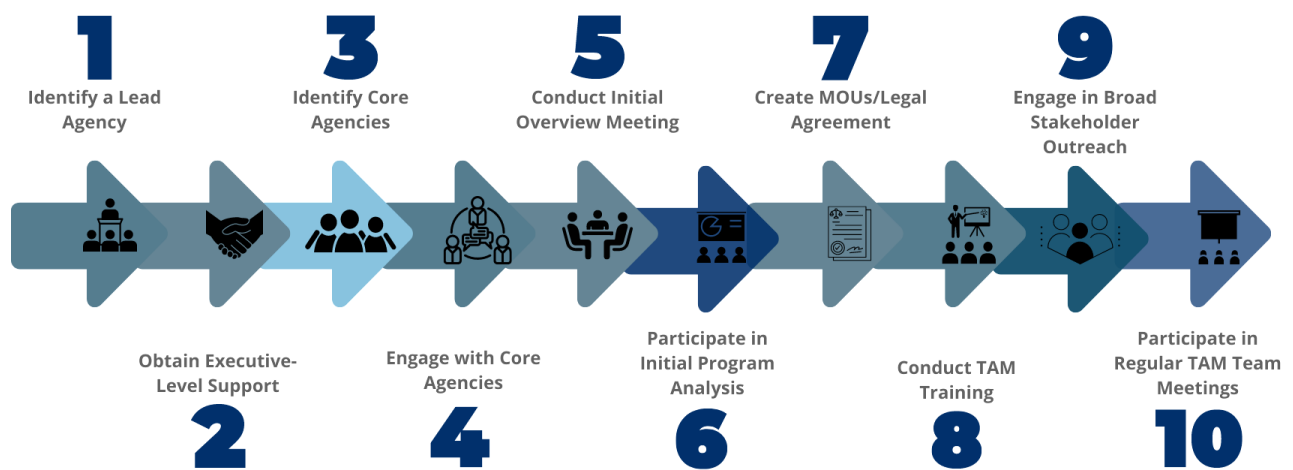 1
Identify a Lead
Agency
Obtain Executive-
Level Support
2
3
Identify Core
Agencies
Engage with Core
Agencies
4
5
Conduct Initial
Overview Meeting
Participate in
Initial Program
Analysis
6
7
Create MOUs/Legal
Agreement
Conduct TAM
Training
8
9
Engage in Broad
Stakeholder
Outreach
Participate in
Regular TAM Team
Meetings
10